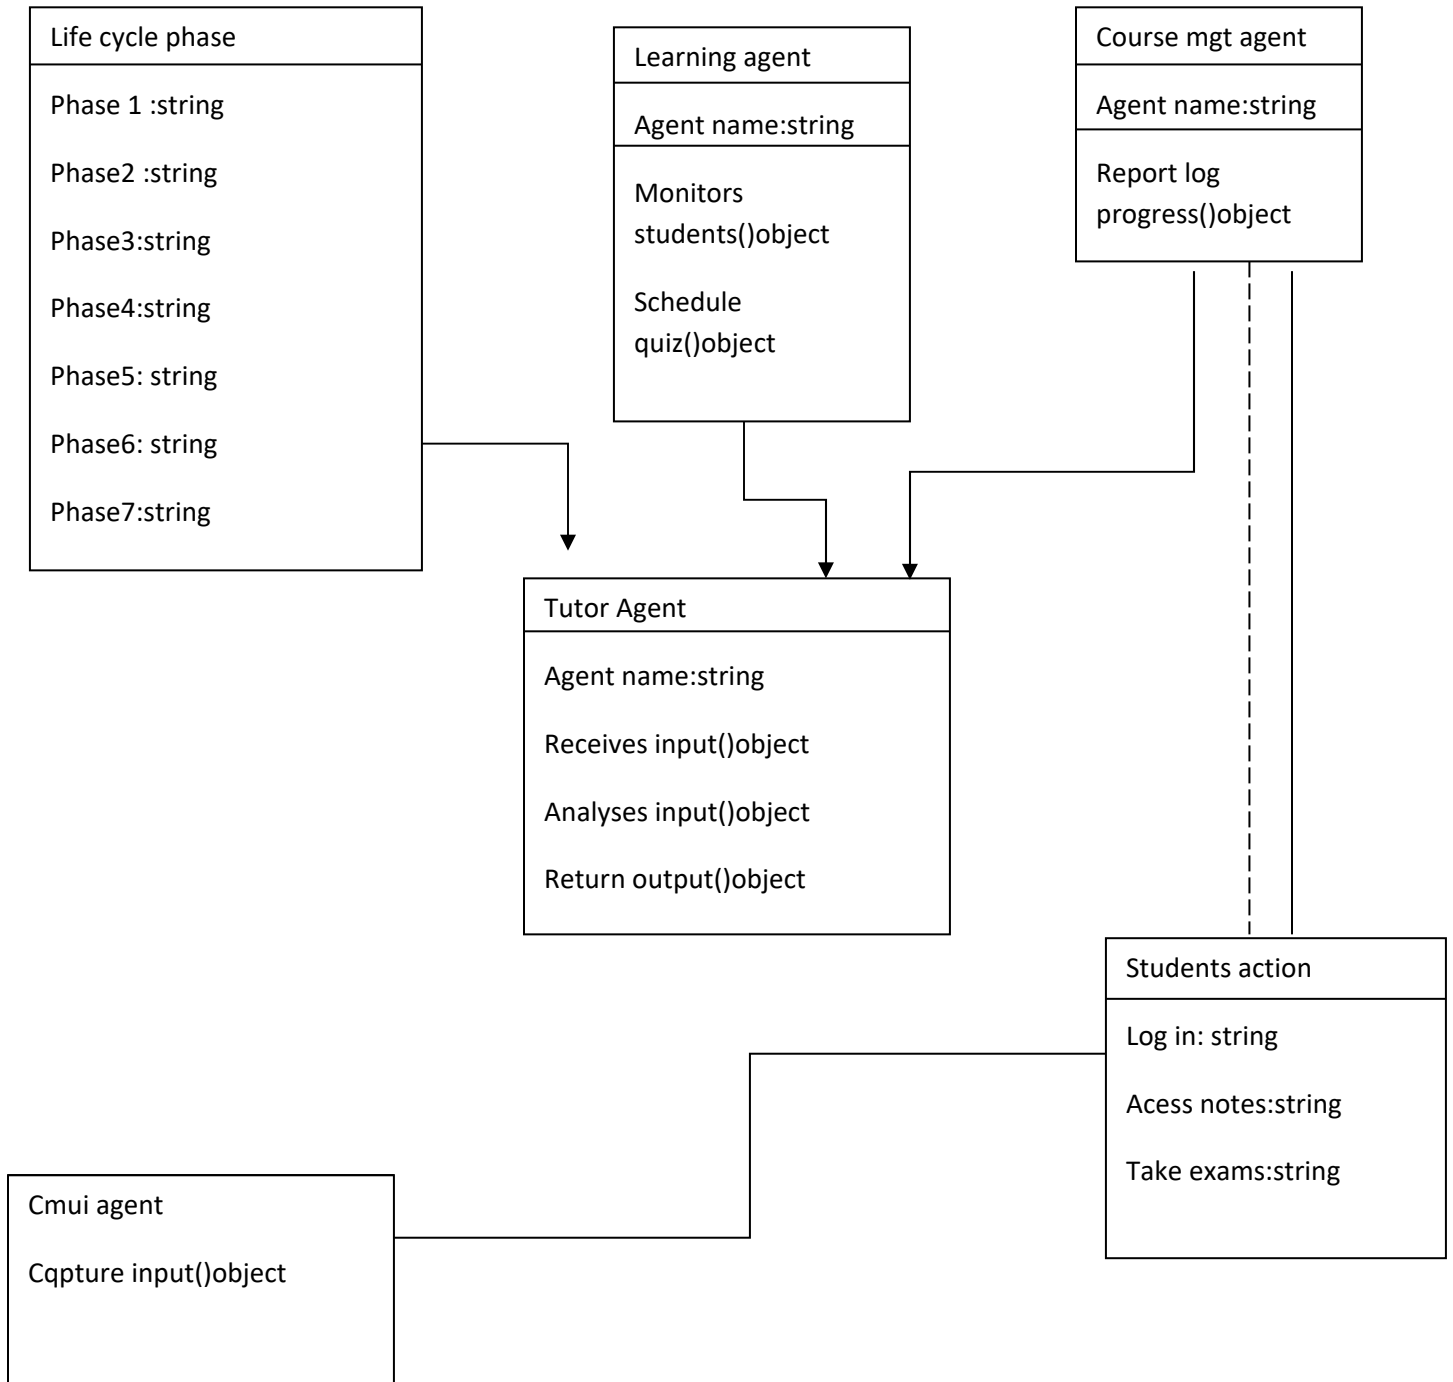 Life cycle phase
Phase 1 :string
Phase2 :string
Phase3:string
Phase4:string
Phase5: string
Phase6: string
Phase7:string
Learning agent
Agent name:string
Monitors
students()object
Schedule
quiz()object
Course mgt agent
Agent name:string
Report log
progress()object
Tutor Agent
Agent name:string
Receives input()object
Analyses input()object
Return output()object
Students action
Log in: string
Acess notes:string
Take exams:string
Cmui agent
Cqpture input()object